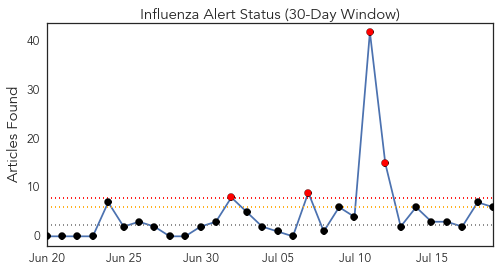 Influenza Alert Status (30-Day Window)
Articles Found
40
30
20
10
0
Jun 20
Jun 25
Jun 30
Jul 05
Jul 10
Jul 15